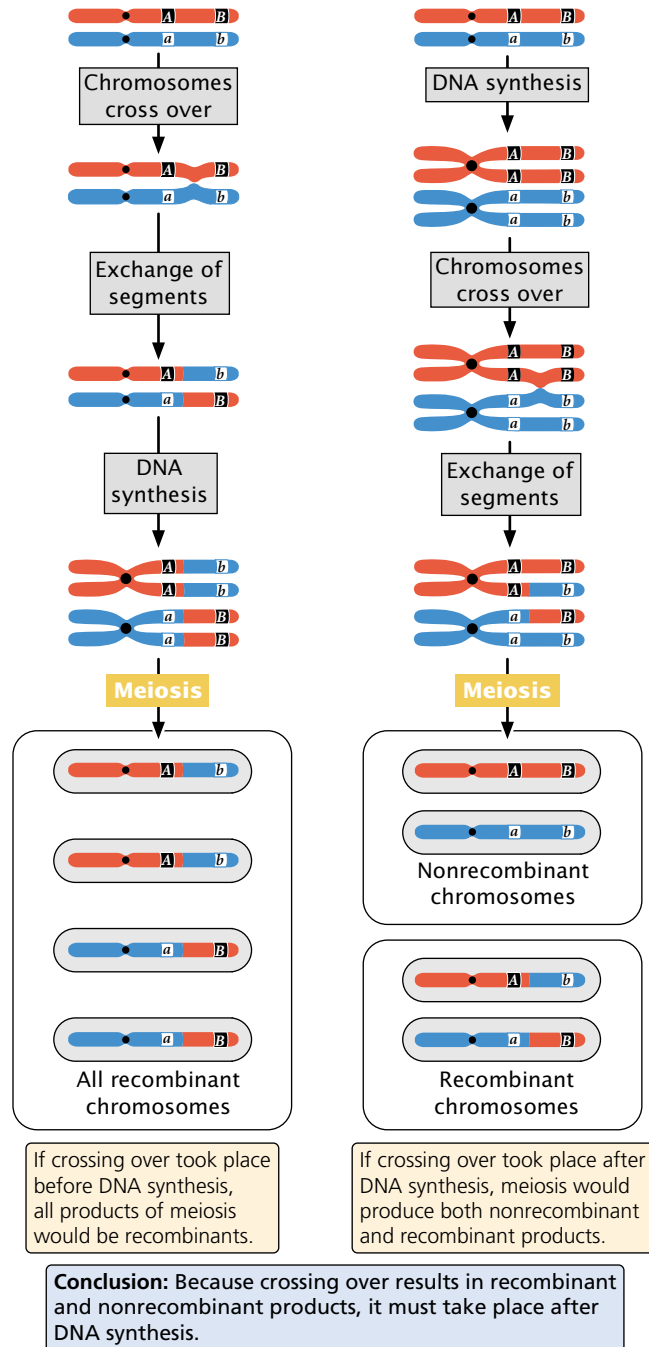 A B
a b
Chromosomes
cross over
A B
a b
Exchange of
segments
A b
a B
DNA
synthesis
A b
A b
a B
a B
Meiosis
A b
A b
a B
a B
All recombinant
chromosomes
If crossing over took place
before DNA synthesis,
all products of meiosis
would be recombinants.
A B
a b
DNA synthesis
A B
A B
a b
a b
Chromosomes
cross over
A B
A B
a b
a b
Exchange of
segments
A B
A b
a B
a b
Meiosis
A B
a b
Nonrecombinant
chromosomes
A b
a B
Recombinant
chromosomes
If crossing over took place after
DNA synthesis, meiosis would
produce both nonrecombinant
and recombinant products.
Conclusion: Because crossing over results in recombinant
and nonrecombinant products, it must take place after
DNA synthesis.